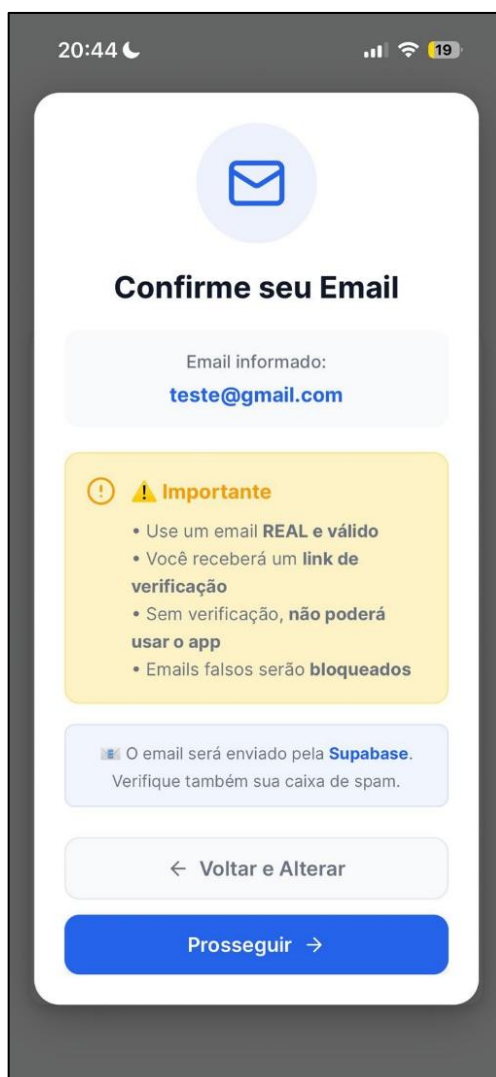 20:44
19
Confirme seu Email
Email informado:
teste@gmail.com
⚠️ Importante
• Use um email REAL e válido
• Você receberá um link de
verificação
• Sem verificação, não poderá
usar o app
• Emails falsos serão bloqueados
📧 O email será enviado pela Supabase.
Verifique também sua caixa de spam.
← Voltar e Alterar
Prosseguir →